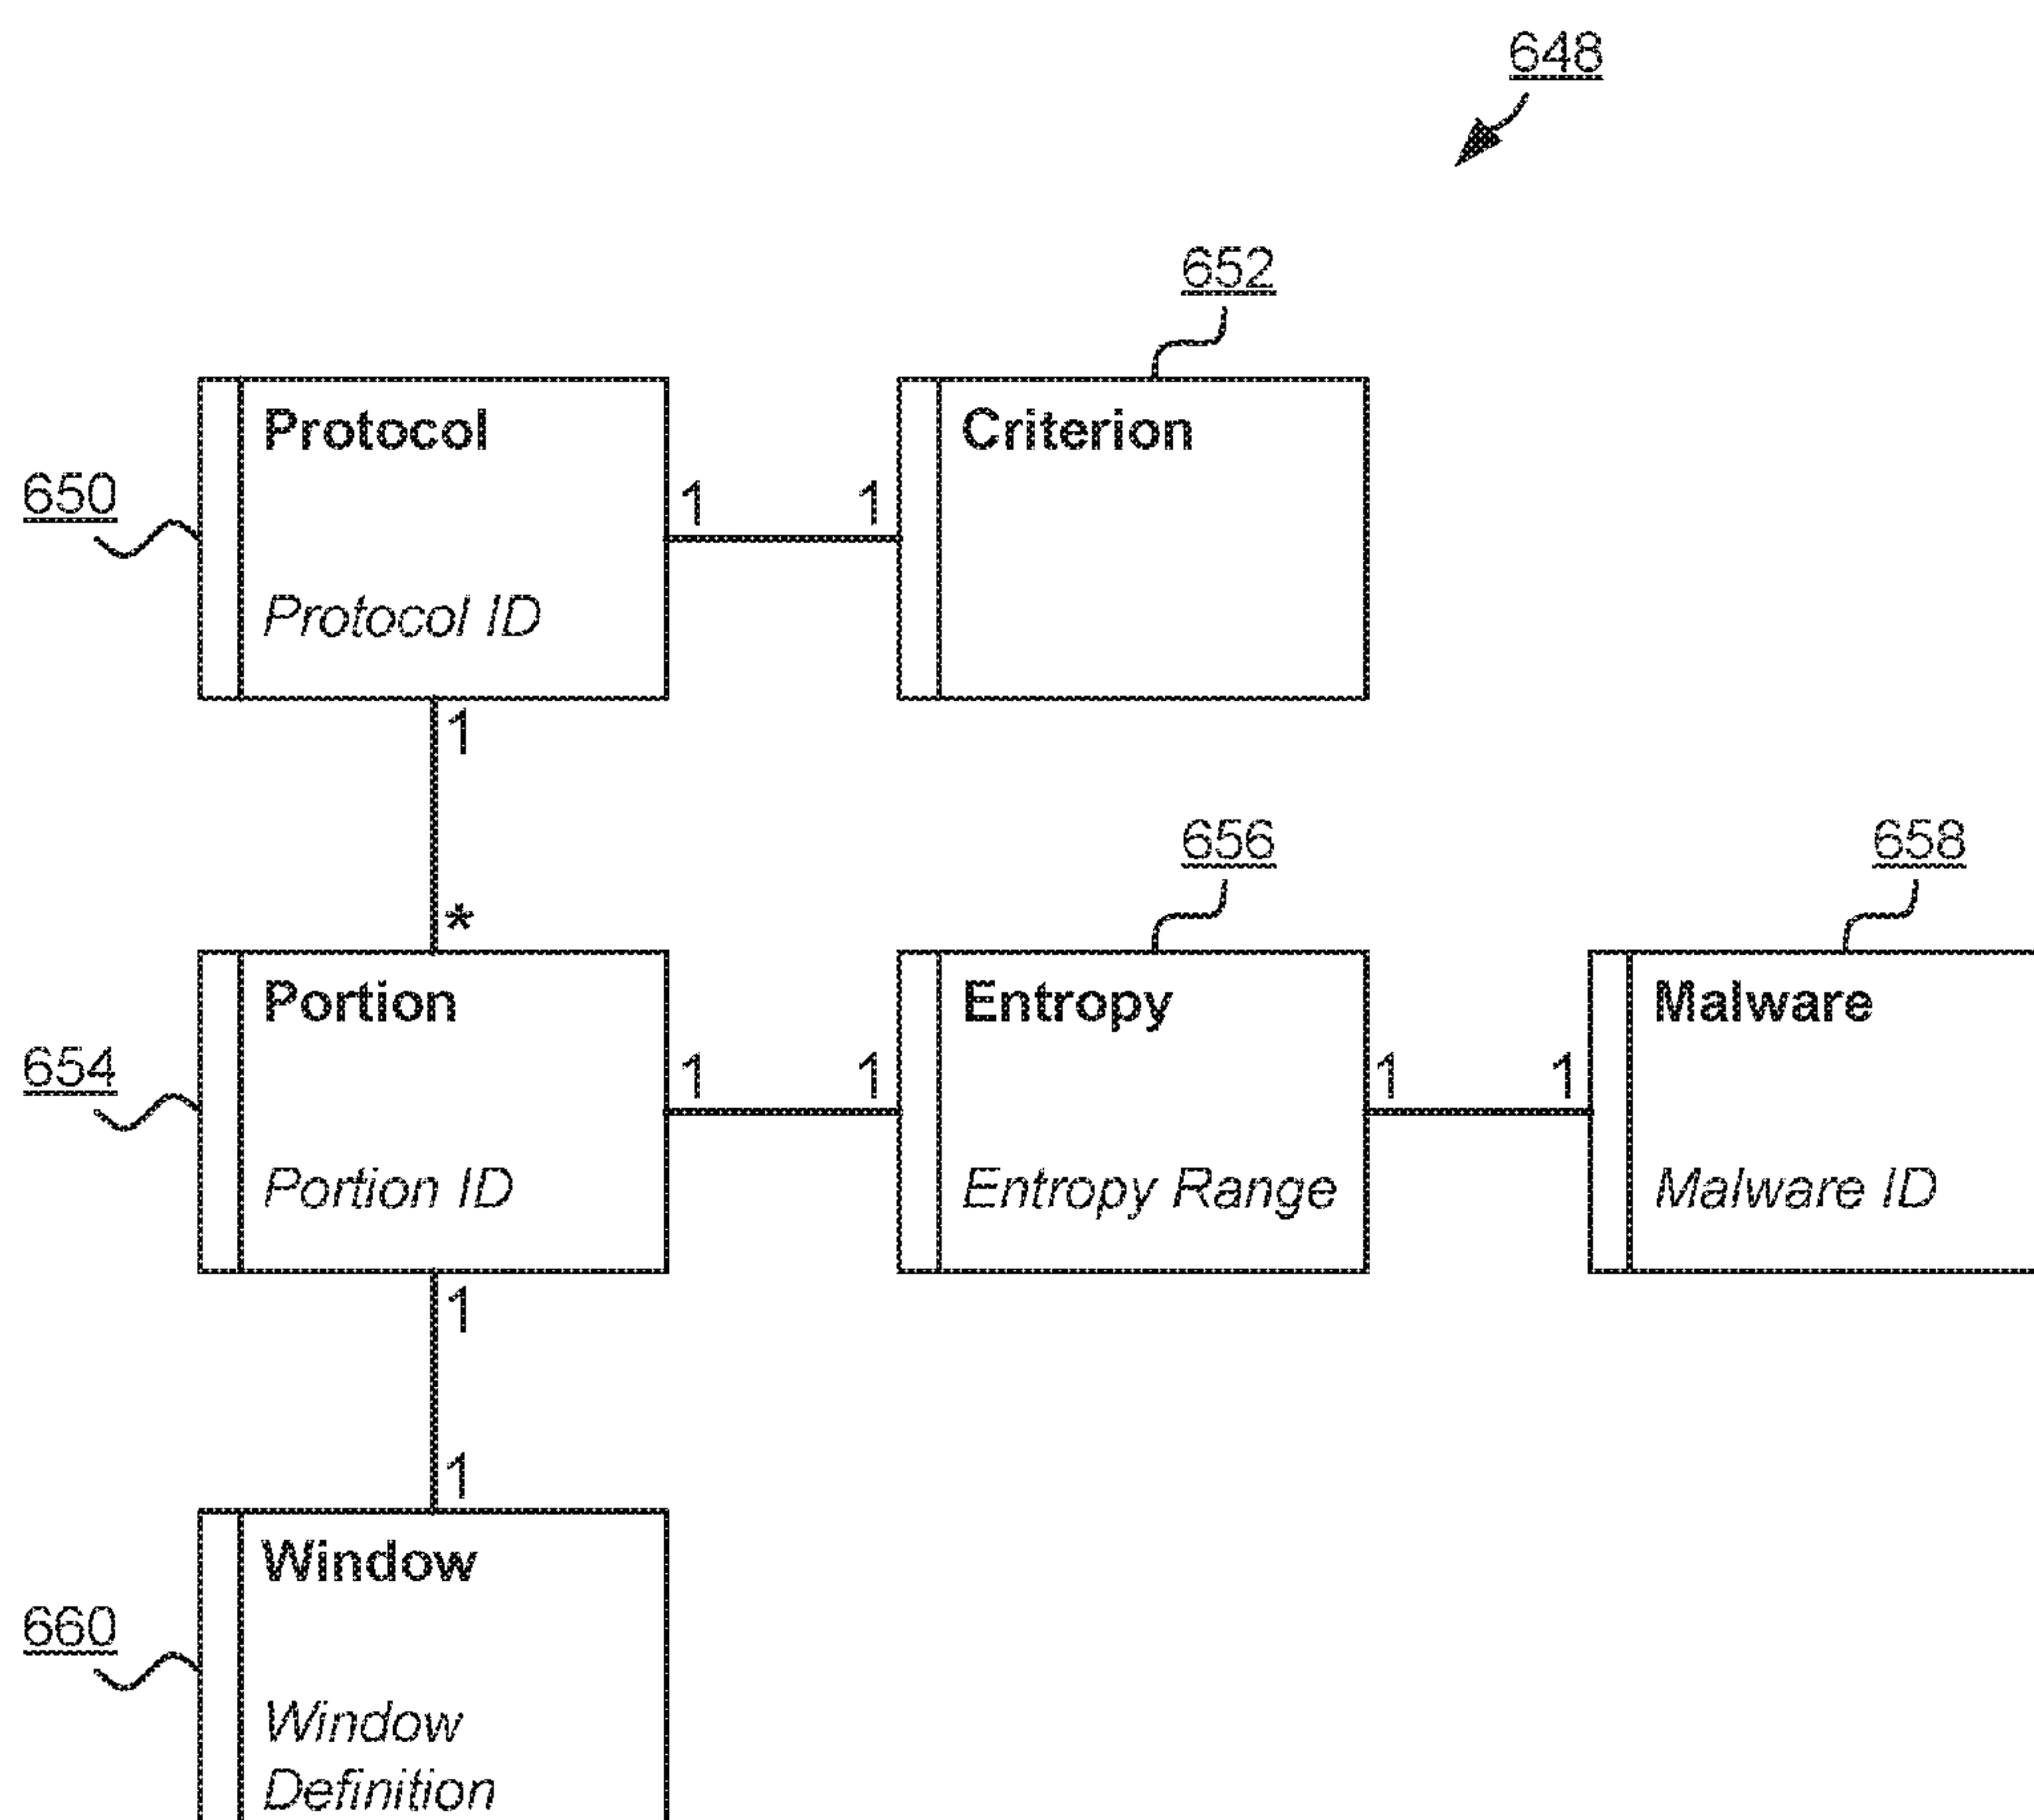 648
652
Protocol
Criterion
650
1
1
Protocol ID
1
656
658
*
Portion
Entropy
Malware
654
1
1
1
1
Portion ID
Entropy Range
Malware ID
1
1
Window
660
Window
Definition